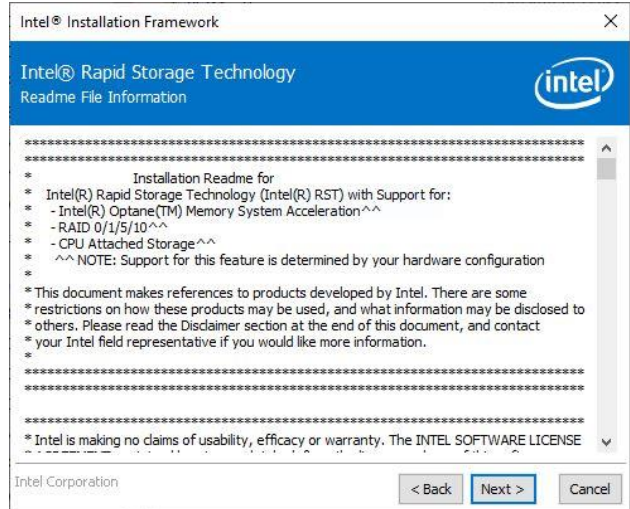 Intel® Installation Framework
Intel® Rapid Storage Technology
Readme File Information
intel
******************************************************************************
******************************************************************************
* Installation Readme for
* Intel(R) Rapid Storage Technology (Intel(R) RST) with Support for:
* - Intel(R) Optane(TM) Memory System Acceleration^^
* - RAID 0/1/5/10^^
* - CPU Attached Storage^^
* ^^ NOTE: Support for this feature is determined by your hardware configuration
*
* This document makes references to products developed by Intel. There are some
* restrictions on how these products may be used, and what information may be disclosed to
* others. Please read the Disclaimer section at the end of this document, and contact
* your Intel field representative if you would like more information.
*
******************************************************************************
******************************************************************************
******************************************************************************
* Intel is making no claims of usability, efficacy or warranty. The INTEL SOFTWARE LICENSE
Intel Corporation
< Back Next > Cancel